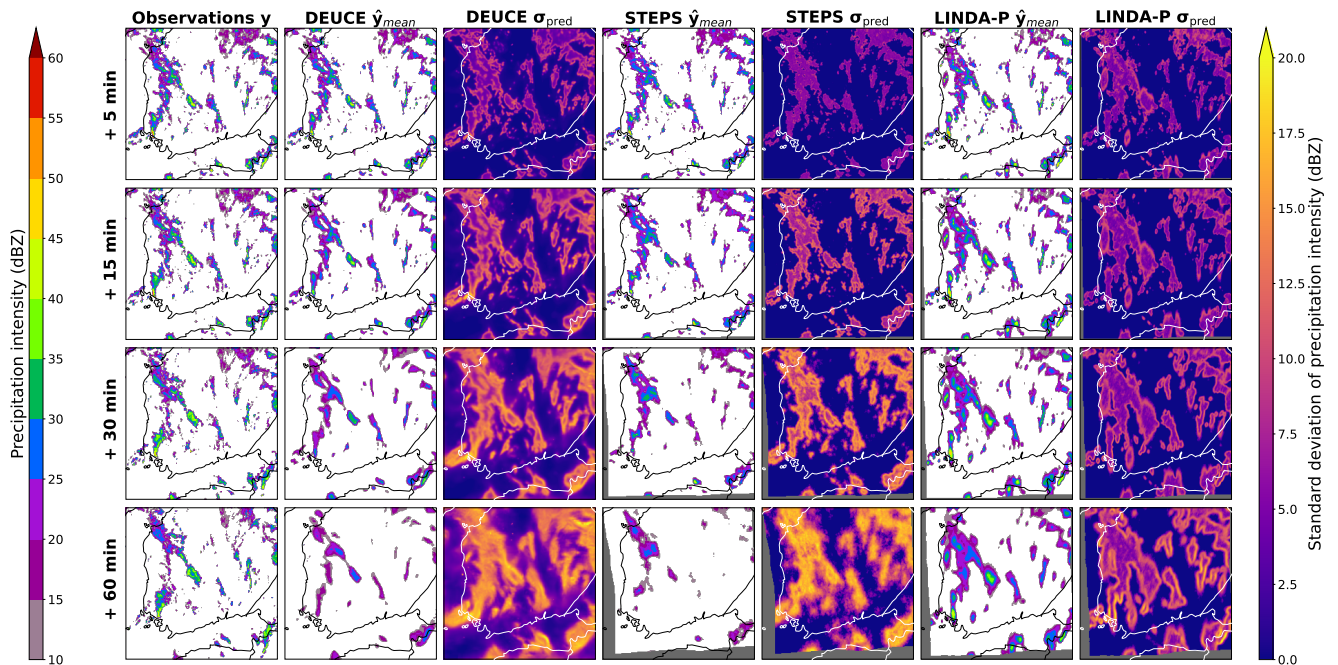 Observations y DEUCE ŷmean DEUCE σpred STEPS ŷmean STEPS σpred LINDA-P ŷmean LINDA-P σpred
+ 5 min
+ 15 min
+ 30 min
+ 60 min
Precipitation intensity (dBZ)
60
55
50
45
40
35
30
25
20
15
10
Standard deviation of precipitation intensity (dBZ)
20.0
17.5
15.0
12.5
10.0
7.5
5.0
2.5
0.0